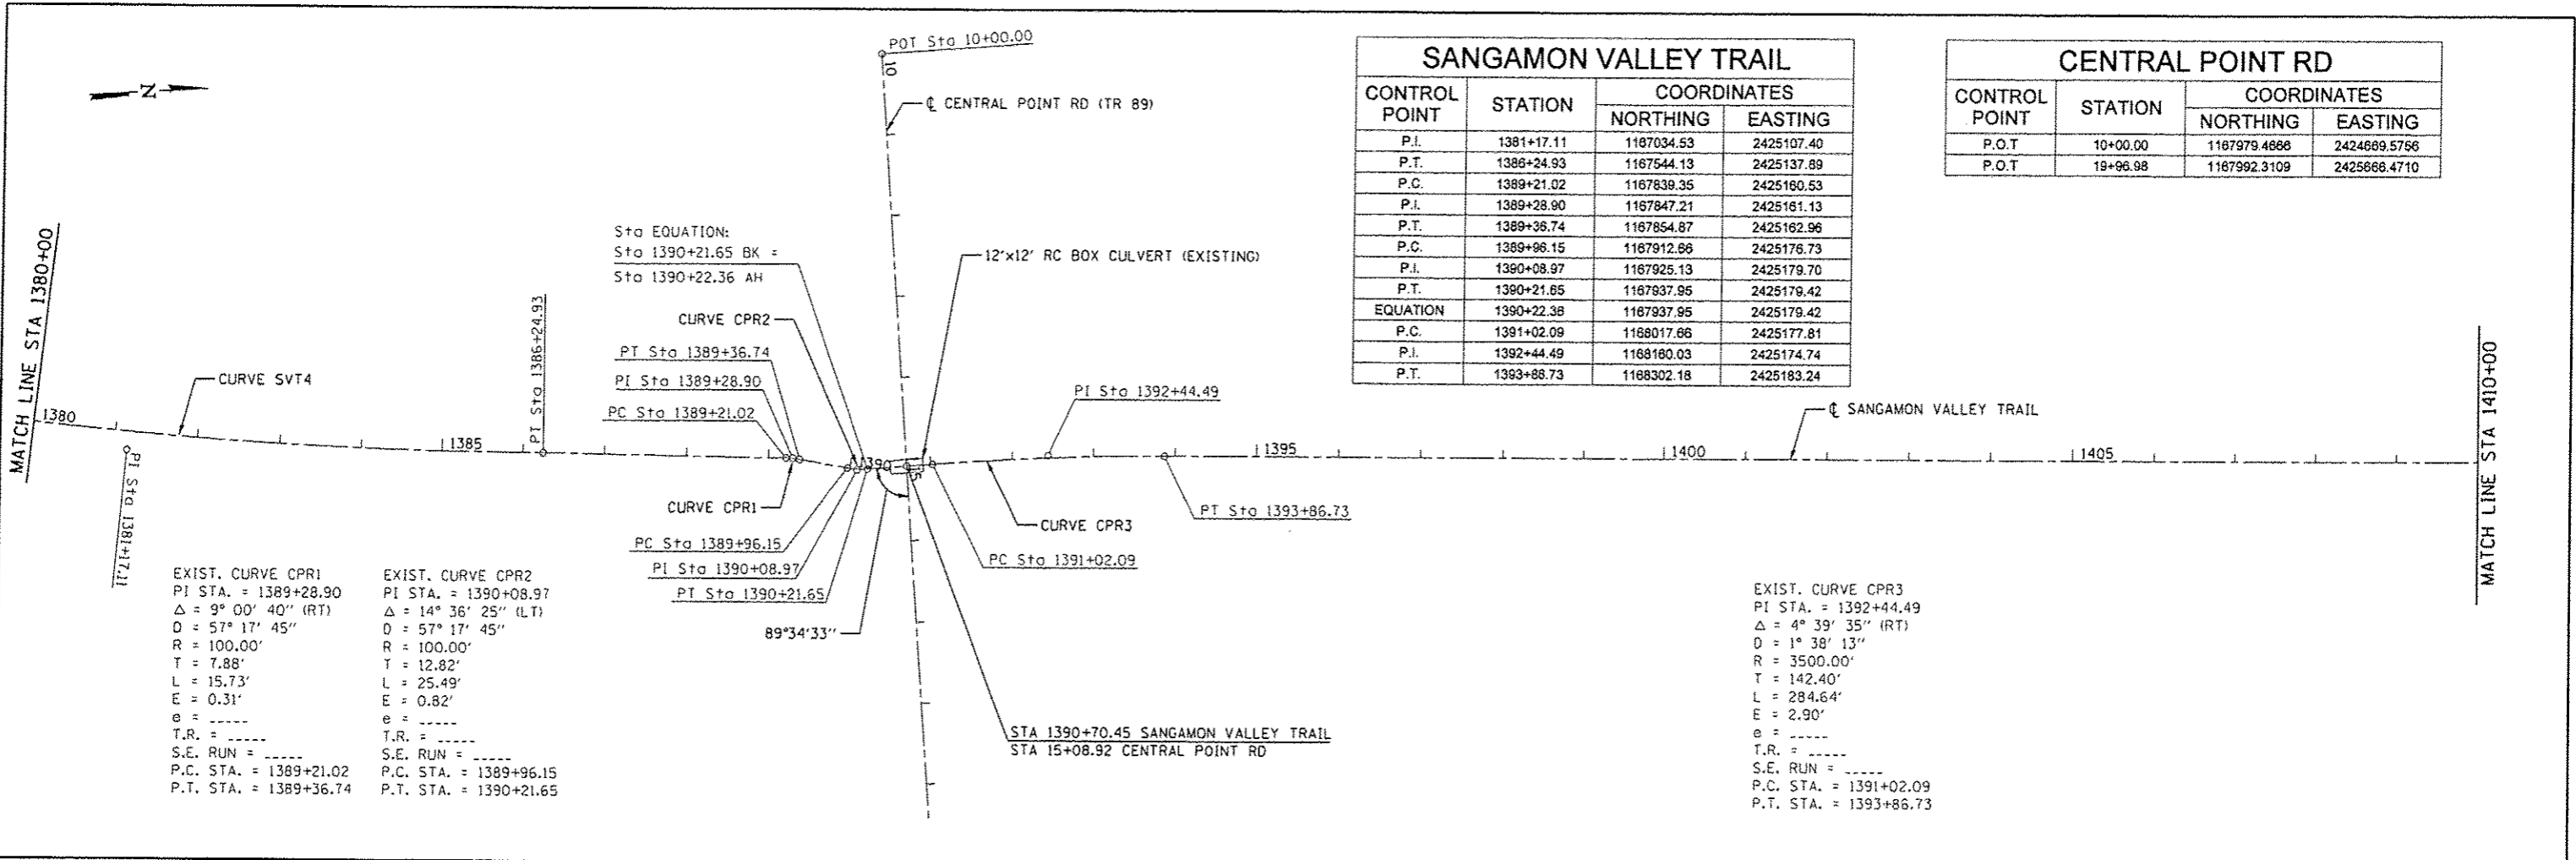 POT Sta 10+00.00
10
℄ CENTRAL POINT RD (TR 89)
N
SANGAMON VALLEY TRAIL
CONTROL POINT STATION COORDINATES
NORTHING EASTING
P.I. 1381+17.11 1167034.53 2425107.40
P.T. 1386+24.93 1167544.13 2425137.89
P.C. 1389+21.02 1167839.35 2425160.53
P.I. 1389+28.90 1167847.21 2425161.13
P.T. 1389+36.74 1167854.87 2425162.96
P.C. 1389+96.15 1167912.66 2425176.73
P.I. 1390+08.97 1167925.13 2425179.70
P.T. 1390+21.65 1167937.95 2425179.42
EQUATION 1390+22.36 1167937.95 2425179.42
P.C. 1391+02.09 1168017.66 2425177.81
P.I. 1392+44.49 1168160.03 2425174.74
P.T. 1393+86.73 1168302.18 2425183.24
CENTRAL POINT RD
CONTROL POINT STATION COORDINATES
NORTHING EASTING
P.O.T 10+00.00 1167979.4666 2424669.5756
P.O.T 19+96.98 1167992.3109 2425666.4710
MATCH LINE STA 1380+00
1380
CURVE SVT4
PI Sta 1381+17.11
1385
PT Sta 1386+24.93
Sta EQUATION:
Sta 1390+21.65 BK =
Sta 1390+22.36 AH
CURVE CPR2
PT Sta 1389+36.74
PI Sta 1389+28.90
PC Sta 1389+21.02
12'x12' RC BOX CULVERT (EXISTING)
1390
15
PI Sta 1392+44.49
1395
1400
℄ SANGAMON VALLEY TRAIL
1405
MATCH LINE STA 1410+00
CURVE CPR1
PC Sta 1389+96.15
PI Sta 1390+08.97
PT Sta 1390+21.65
89°34'33"
CURVE CPR3
PT Sta 1393+86.73
PC Sta 1391+02.09
STA 1390+70.45 SANGAMON VALLEY TRAIL
STA 15+08.92 CENTRAL POINT RD
EXIST. CURVE CPR1
PI STA. = 1389+28.90
Δ = 9° 00' 40" (RT)
D = 57° 17' 45"
R = 100.00'
T = 7.88'
L = 15.73'
E = 0.31'
e = -----
T.R. = -----
S.E. RUN = -----
P.C. STA. = 1389+21.02
P.T. STA. = 1389+36.74
EXIST. CURVE CPR2
PI STA. = 1390+08.97
Δ = 14° 36' 25" (LT)
D = 57° 17' 45"
R = 100.00'
T = 12.82'
L = 25.49'
E = 0.82'
e = -----
T.R. = -----
S.E. RUN = -----
P.C. STA. = 1389+96.15
P.T. STA. = 1390+21.65
EXIST. CURVE CPR3
PI STA. = 1392+44.49
Δ = 4° 39' 35" (RT)
D = 1° 38' 13"
R = 3500.00'
T = 142.40'
L = 284.64'
E = 2.90'
e = -----
T.R. = -----
S.E. RUN = -----
P.C. STA. = 1391+02.09
P.T. STA. = 1393+86.73